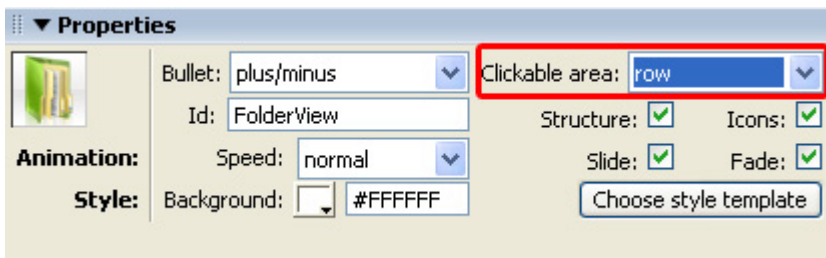 Properties
Bullet: plus/minus Clickable area: row
Id: FolderView Structure: Icons:
Animation: Speed: normal Slide: Fade:
Style: Background: #FFFFFF Choose style template